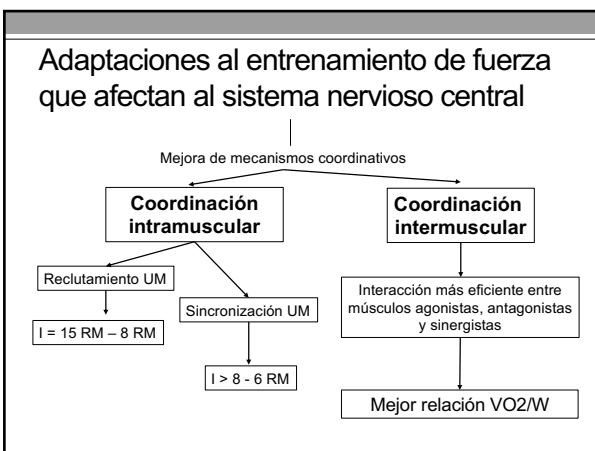 Adaptaciones al entrenamiento de fuerza
que afectan al sistema nervioso central
Mejora de mecanismos coordinativos
Coordinación
intramuscular
Coordinación
intermuscular
Reclutamiento UM
Sincronización UM
Interacción más eficiente entre
músculos agonistas, antagonistas
y sinergistas
I = 15 RM – 8 RM
I > 8 - 6 RM
Mejor relación VO2/W